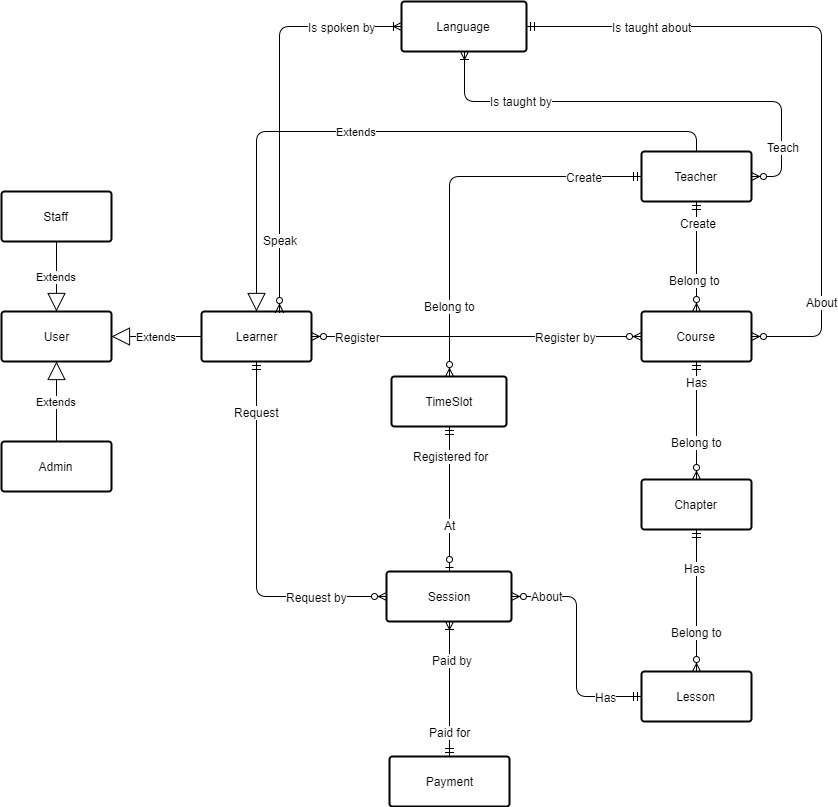 Language
Is spoken by
Is taught about
Is taught by
Extends
Teach
Teacher
Create
Staff
Create
Speak
Extends
Belong to
About
Belong to
User
Extends
Learner
Register
Register by
Course
Has
Extends
TimeSlot
Request
Belong to
Registered for
Admin
Chapter
At
Has
Request by
Session
About
Belong to
Paid by
Has
Lesson
Paid for
Payment